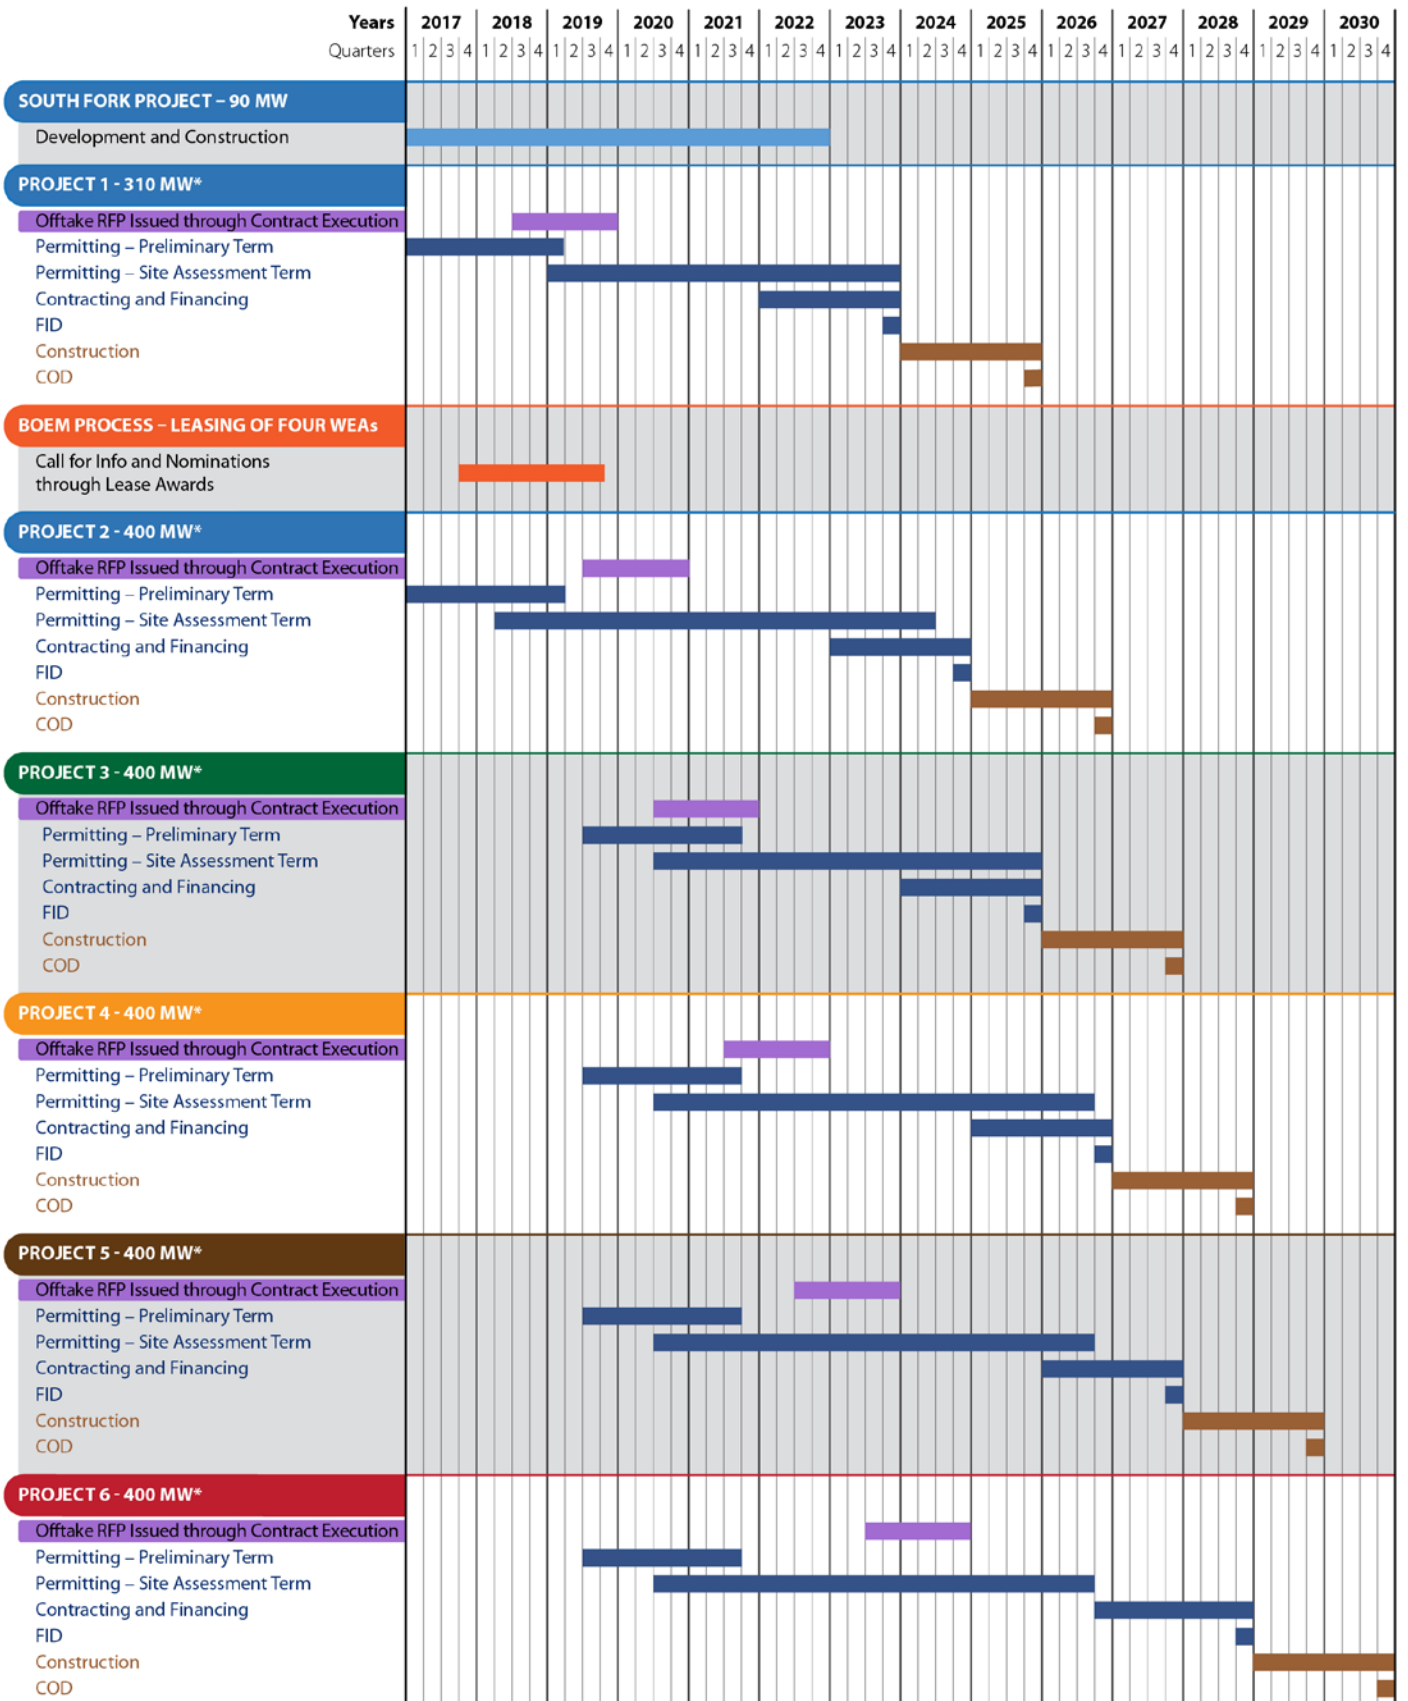 Years 2017 2018 2019 2020 2021 2022 2023 2024 2025 2026 2027 2028 2029 2030
Quarters 1 2 3 4 1 2 3 4 1 2 3 4 1 2 3 4 1 2 3 4 1 2 3 4 1 2 3 4 1 2 3 4 1 2 3 4 1 2 3 4 1 2 3 4 1 2 3 4 1 2 3 4 1 2 3 4
SOUTH FORK PROJECT – 90 MW
Development and Construction
PROJECT 1 - 310 MW*
Offtake RFP Issued through Contract Execution
Permitting – Preliminary Term
Permitting – Site Assessment Term
Contracting and Financing
FID
Construction
COD
BOEM PROCESS – LEASING OF FOUR WEAs
Call for Info and Nominations
through Lease Awards
PROJECT 2 - 400 MW*
Offtake RFP Issued through Contract Execution
Permitting – Preliminary Term
Permitting – Site Assessment Term
Contracting and Financing
FID
Construction
COD
PROJECT 3 - 400 MW*
Offtake RFP Issued through Contract Execution
Permitting – Preliminary Term
Permitting – Site Assessment Term
Contracting and Financing
FID
Construction
COD
PROJECT 4 - 400 MW*
Offtake RFP Issued through Contract Execution
Permitting – Preliminary Term
Permitting – Site Assessment Term
Contracting and Financing
FID
Construction
COD
PROJECT 5 - 400 MW*
Offtake RFP Issued through Contract Execution
Permitting – Preliminary Term
Permitting – Site Assessment Term
Contracting and Financing
FID
Construction
COD
PROJECT 6 - 400 MW*
Offtake RFP Issued through Contract Execution
Permitting – Preliminary Term
Permitting – Site Assessment Term
Contracting and Financing
FID
Construction
COD